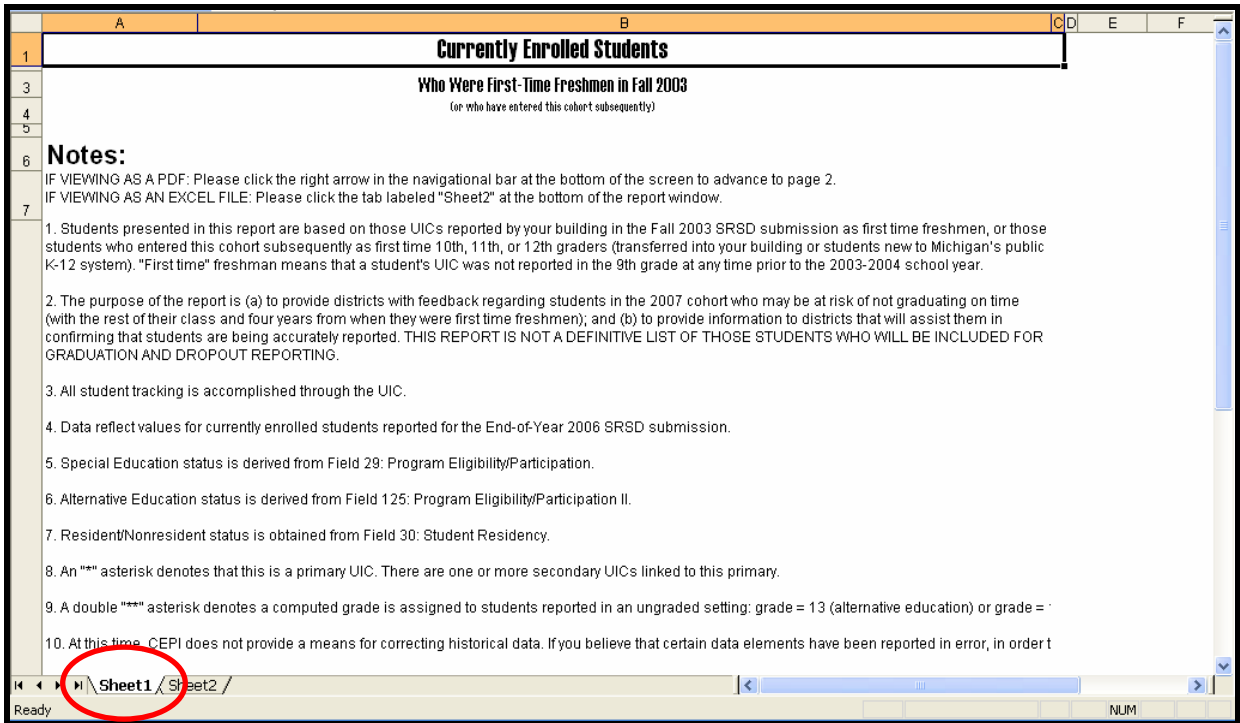 A B C D E F
1 Currently Enrolled Students
3 Who Were First-Time Freshmen in Fall 2003
4 (or who have entered this cohort subsequently)
5
6 Notes:
IF VIEWING AS A PDF: Please click the right arrow in the navigational bar at the bottom of the screen to advance to page 2.
IF VIEWING AS AN EXCEL FILE: Please click the tab labeled "Sheet2" at the bottom of the report window.
7
1. Students presented in this report are based on those UICs reported by your building in the Fall 2003 SRSD submission as first time freshmen, or those
students who entered this cohort subsequently as first time 10th, 11th, or 12th graders (transferred into your building or students new to Michigan's public
K-12 system). "First time" freshman means that a student's UIC was not reported in the 9th grade at any time prior to the 2003-2004 school year.
2. The purpose of the report is (a) to provide districts with feedback regarding students in the 2007 cohort who may be at risk of not graduating on time
(with the rest of their class and four years from when they were first time freshmen); and (b) to provide information to districts that will assist them in
confirming that students are being accurately reported. THIS REPORT IS NOT A DEFINITIVE LIST OF THOSE STUDENTS WHO WILL BE INCLUDED FOR
GRADUATION AND DROPOUT REPORTING.
3. All student tracking is accomplished through the UIC.
4. Data reflect values for currently enrolled students reported for the End-of-Year 2006 SRSD submission.
5. Special Education status is derived from Field 29: Program Eligibility/Participation.
6. Alternative Education status is derived from Field 125: Program Eligibility/Participation II.
7. Resident/Nonresident status is obtained from Field 30: Student Residency.
8. An "*" asterisk denotes that this is a primary UIC. There are one or more secondary UICs linked to this primary.
9. A double "**" asterisk denotes a computed grade is assigned to students reported in an ungraded setting: grade = 13 (alternative education) or grade =
10. At this time, CEPI does not provide a means for correcting historical data. If you believe that certain data elements have been reported in error, in order t
Sheet1 Sheet2
Ready NUM